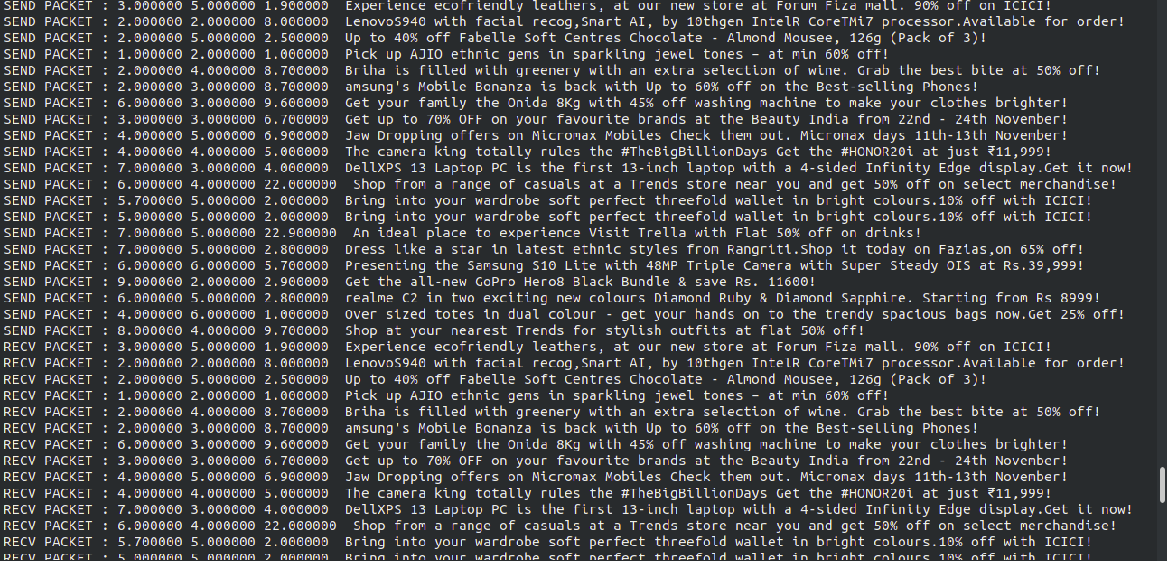 SEND PACKET : 3.000000 5.000000 1.900000 Experience ecofriendly leathers, at our new store at Forum Fiza mall. 90% off on ICICI!
SEND PACKET : 2.000000 5.000000 8.000000 LenovoS940 with facial recog,Smart AI, by 10thgen IntelR CoreTMi7 processor.Available for order!
SEND PACKET : 2.000000 5.000000 2.500000 Up to 40% off Fabelle Soft Centres Chocolate - Almond Mousee, 126g (Pack of 3)!
SEND PACKET : 1.000000 2.000000 1.000000 Pick up AJIO ethnic gems in sparkling jewel tones – at min 60% off!
SEND PACKET : 2.000000 4.000000 8.700000 Briha is filled with greenery with an extra selection of wine. Grab the best bite at 50% off!
SEND PACKET : 2.000000 3.000000 8.700000 amsung's Mobile Bonanza is back with Up to 60% off on the Best-selling Phones!
SEND PACKET : 6.000000 3.000000 9.600000 Get your family the Onida 8Kg with 45% off washing machine to make your clothes brighter!
SEND PACKET : 3.000000 3.000000 6.700000 Get up to 70% OFF on your favourite brands at the Beauty India from 22nd - 24th November!
SEND PACKET : 4.000000 5.000000 6.900000 Jaw Dropping offers on Micromax Mobiles Check them out. Micromax days 11th-13th November!
SEND PACKET : 4.000000 4.000000 5.000000 The camera king totally rules the #TheBigBillionDays Get the #HONOR20i at just ₹11,999!
SEND PACKET : 7.000000 3.000000 4.000000 DellXPS 13 Laptop PC is the first 13-inch laptop with a 4-sided Infinity Edge display.Get it now!
SEND PACKET : 6.000000 4.000000 22.000000 Shop from a range of casuals at a Trends store near you and get 50% off on select merchandise!
SEND PACKET : 5.700000 5.000000 2.000000 Bring into your wardrobe soft perfect threefold wallet in bright colours.10% off with ICICI!
SEND PACKET : 5.000000 5.000000 2.000000 Bring into your wardrobe soft perfect threefold wallet in bright colours.10% off with ICICI!
SEND PACKET : 7.000000 5.000000 22.900000 An ideal place to experience Visit Trella with Flat 50% off on drinks!
SEND PACKET : 7.000000 5.000000 2.800000 Dress like a star in latest ethnic styles from Rangriti.Shop it today on Fazias,on 65% off!
SEND PACKET : 6.000000 6.000000 5.700000 Presenting the Samsung S10 Lite with 48MP Triple Camera with Super Steady OIS at Rs.39,999!
SEND PACKET : 9.000000 2.000000 2.900000 Get the all-new GoPro Hero8 Black Bundle & save Rs. 11600!
SEND PACKET : 6.000000 5.000000 2.800000 realme C2 in two exciting new colours Diamond Ruby & Diamond Sapphire. Starting from Rs 8999!
SEND PACKET : 4.000000 6.000000 1.000000 Over sized totes in dual colour - get your hands on to the trendy spacious bags now.Get 25% off!
SEND PACKET : 8.000000 4.000000 9.700000 Shop at your nearest Trends for stylish outfits at flat 50% off!
RECV PACKET : 3.000000 5.000000 1.900000 Experience ecofriendly leathers, at our new store at Forum Fiza mall. 90% off on ICICI!
RECV PACKET : 2.000000 5.000000 8.000000 LenovoS940 with facial recog,Smart AI, by 10thgen IntelR CoreTMi7 processor.Available for order!
RECV PACKET : 2.000000 5.000000 2.500000 Up to 40% off Fabelle Soft Centres Chocolate - Almond Mousee, 126g (Pack of 3)!
RECV PACKET : 1.000000 2.000000 1.000000 Pick up AJIO ethnic gems in sparkling jewel tones – at min 60% off!
RECV PACKET : 2.000000 4.000000 8.700000 Briha is filled with greenery with an extra selection of wine. Grab the best bite at 50% off!
RECV PACKET : 2.000000 3.000000 8.700000 amsung's Mobile Bonanza is back with Up to 60% off on the Best-selling Phones!
RECV PACKET : 6.000000 3.000000 9.600000 Get your family the Onida 8Kg with 45% off washing machine to make your clothes brighter!
RECV PACKET : 3.000000 3.000000 6.700000 Get up to 70% OFF on your favourite brands at the Beauty India from 22nd - 24th November!
RECV PACKET : 4.000000 5.000000 6.900000 Jaw Dropping offers on Micromax Mobiles Check them out. Micromax days 11th-13th November!
RECV PACKET : 4.000000 4.000000 5.000000 The camera king totally rules the #TheBigBillionDays Get the #HONOR20i at just ₹11,999!
RECV PACKET : 7.000000 3.000000 4.000000 DellXPS 13 Laptop PC is the first 13-inch laptop with a 4-sided Infinity Edge display.Get it now!
RECV PACKET : 6.000000 4.000000 22.000000 Shop from a range of casuals at a Trends store near you and get 50% off on select merchandise!
RECV PACKET : 5.700000 5.000000 2.000000 Bring into your wardrobe soft perfect threefold wallet in bright colours.10% off with ICICI!
RECV PACKET : 5.000000 5.000000 2.000000 Bring into your wardrobe soft perfect threefold wallet in bright colours.10% off with ICICI!